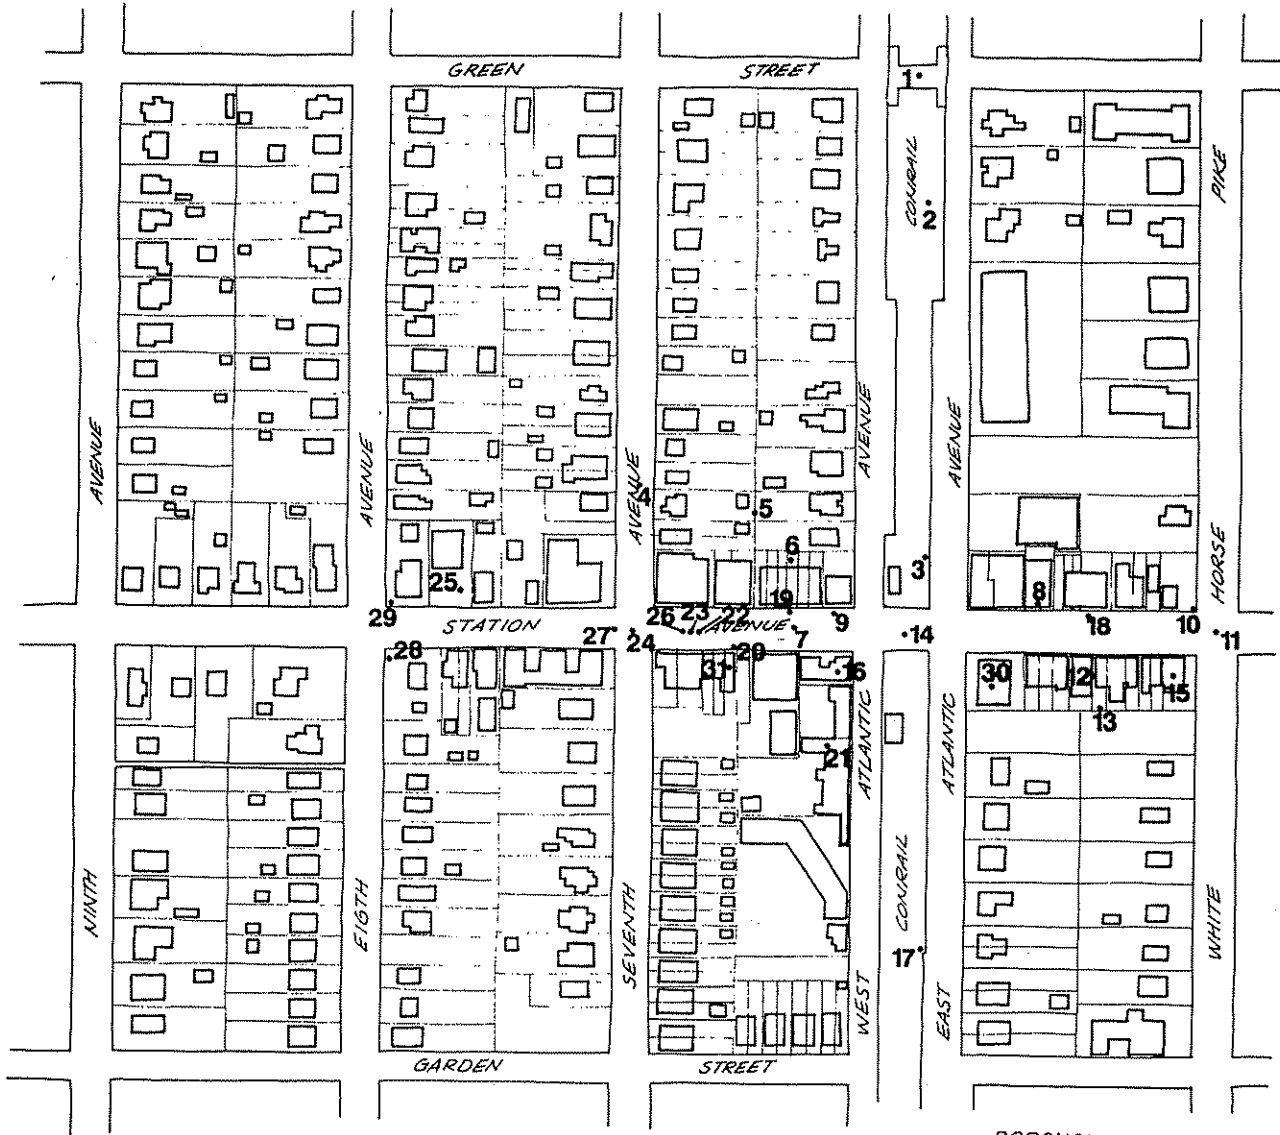 GREEN STREET
1
CONRAIL
2
PIKE
AVENUE
AVENUE
AVENUE
AVENUE
AVENUE
4
5
6
3
8
HORSE
25
29
26 23 22 19 9
STATION AVENUE
27 24 7 14 18 10 11
28 20
31 16 30 12 15
13
21
ATLANTIC
ATLANTIC
CONRAIL
NINTH
EIGTH
SEVENTH
WEST
17
EAST
WHITE
GARDEN STREET